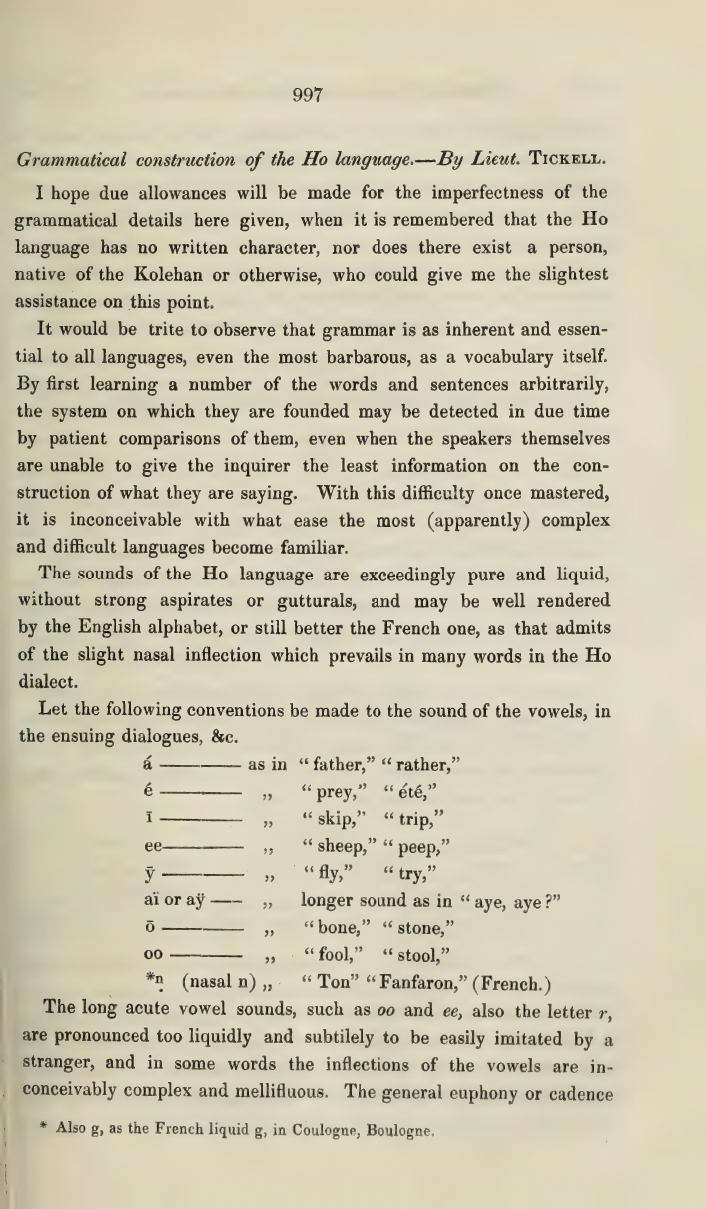 997
Grammatical construction of the Ho language.—By Lieut. TICKELL.
I hope due allowances will be made for the imperfectness of the
grammatical details here given, when it is remembered that the Ho
language has no written character, nor does there exist a person,
native of the Kolehan or otherwise, who could give me the slightest
assistance on this point.
It would be trite to observe that grammar is as inherent and essen-
tial to all languages, even the most barbarous, as a vocabulary itself.
By first learning a number of the words and sentences arbitrarily,
the system on which they are founded may be detected in due time
by patient comparisons of them, even when the speakers themselves
are unable to give the inquirer the least information on the con-
struction of what they are saying. With this difficulty once mastered,
it is inconceivable with what ease the most (apparently) complex
and difficult languages become familiar.
The sounds of the Ho language are exceedingly pure and liquid,
without strong aspirates or gutturals, and may be well rendered
by the English alphabet, or still better the French one, as that admits
of the slight nasal inflection which prevails in many words in the Ho
dialect.
Let the following conventions be made to the sound of the vowels, in
the ensuing dialogues, &c.
á ——— as in “ father,” “ rather,”
é ——— „ “ prey,” “ été,”
ī ——— „ “ skip,” “ trip,”
ee——— „ “ sheep,” “ peep,”
ȳ ——— „ “ fly,” “ try,”
aï or aÿ —— „ longer sound as in “ aye, aye ?”
ō ——— „ “ bone,” “ stone,”
oo ——— „ “ fool,” “ stool,”
*ṉ (nasal n) „ “ Ton” “ Fanfaron,” (French.)
The long acute vowel sounds, such as oo and ee, also the letter r,
are pronounced too liquidly and subtilely to be easily imitated by a
stranger, and in some words the inflections of the vowels are in-
conceivably complex and mellifluous. The general euphony or cadence
* Also g, as the French liquid g, in Coulogne, Boulogne.